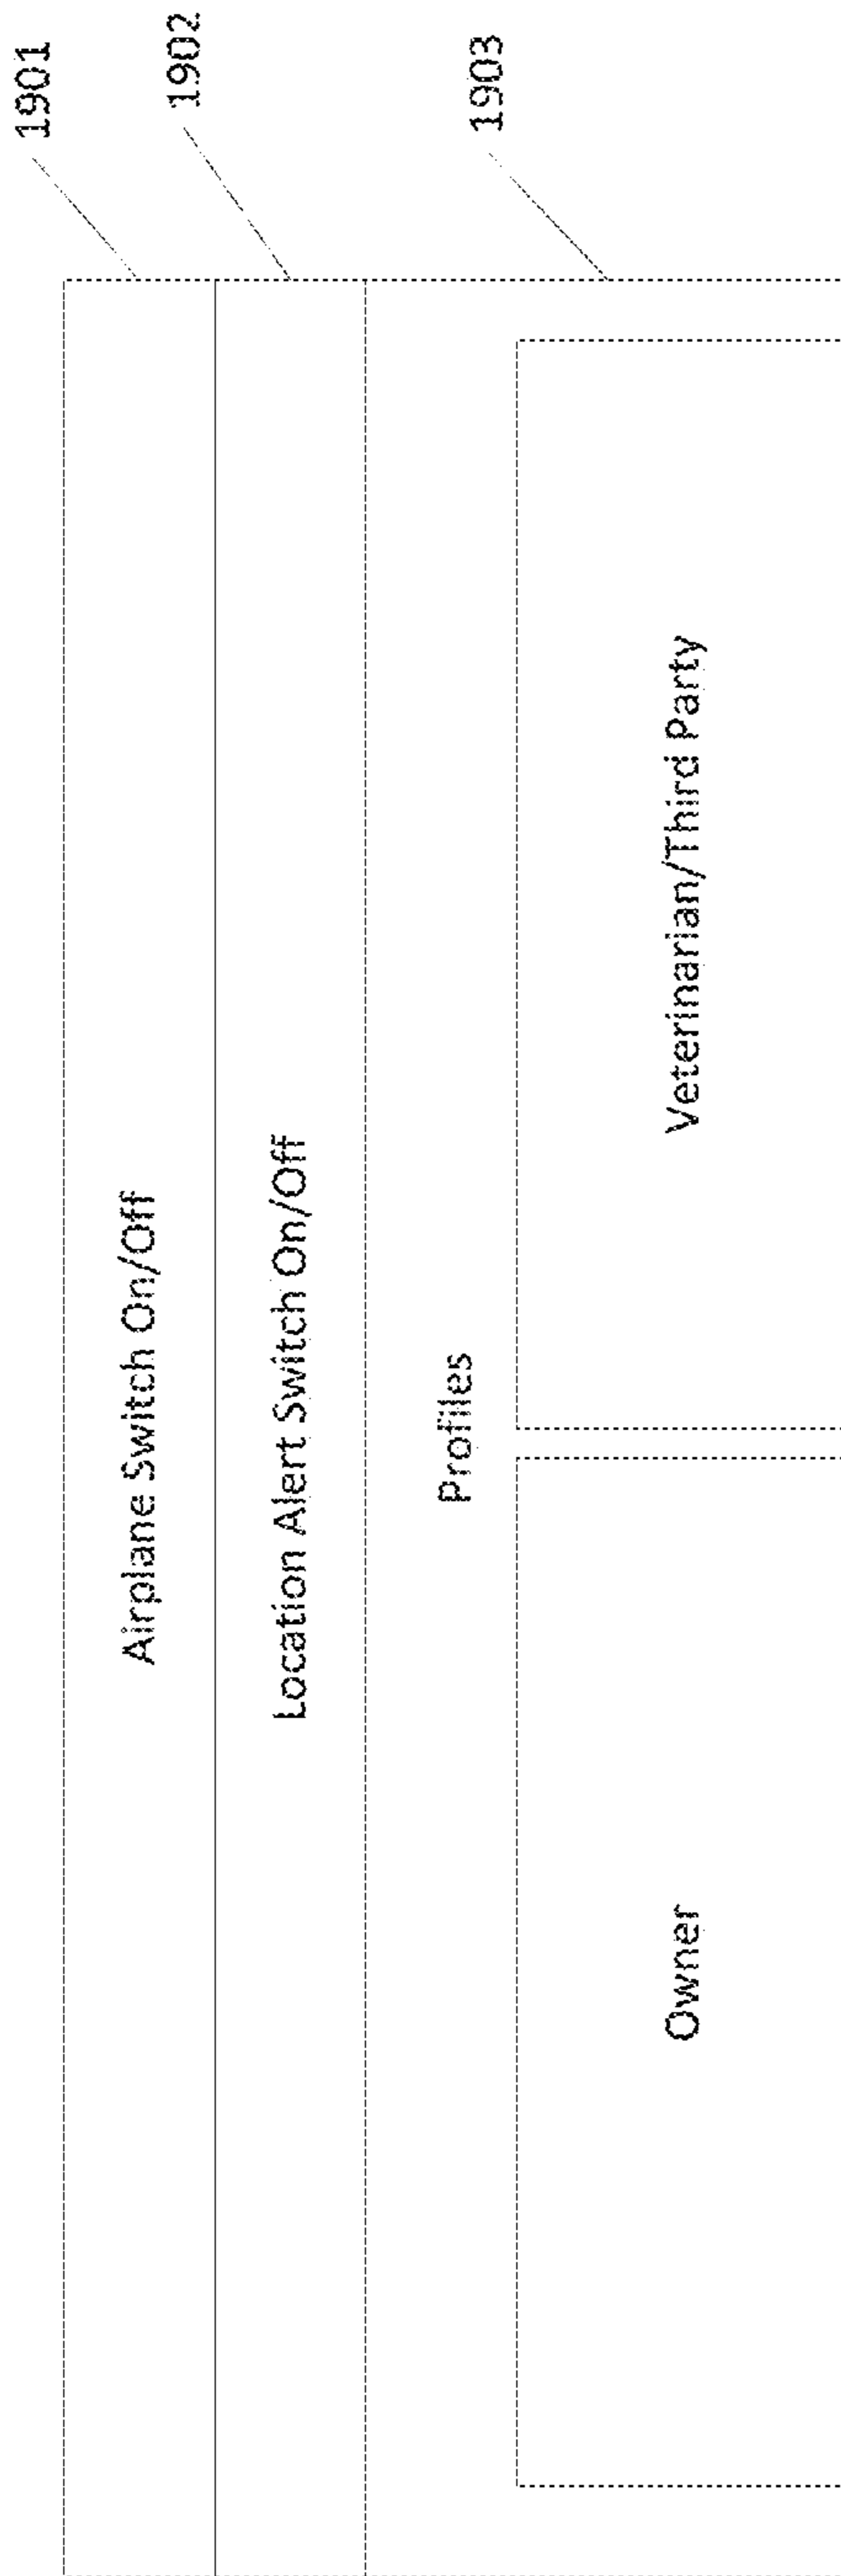 1901
Airplane Switch On/Off
1902
Location Alert Switch On/Off
1903
Profiles
Owner
Veterinarian/Third Party